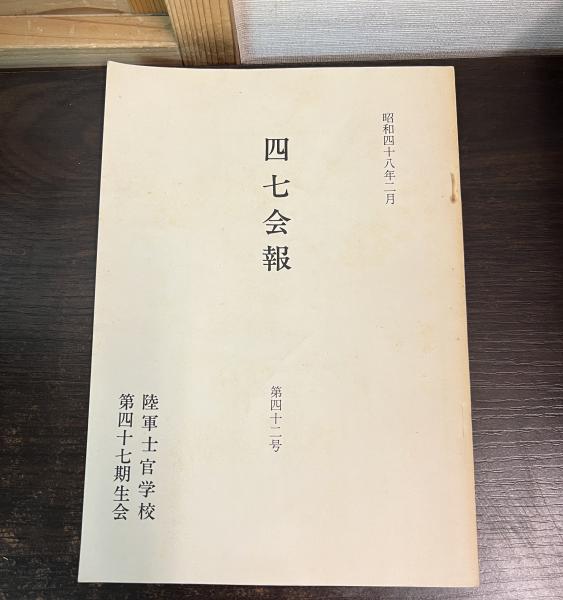 昭和四十八年二月
四七会報
第四十二号
陸軍士官学校
第四十七期生会